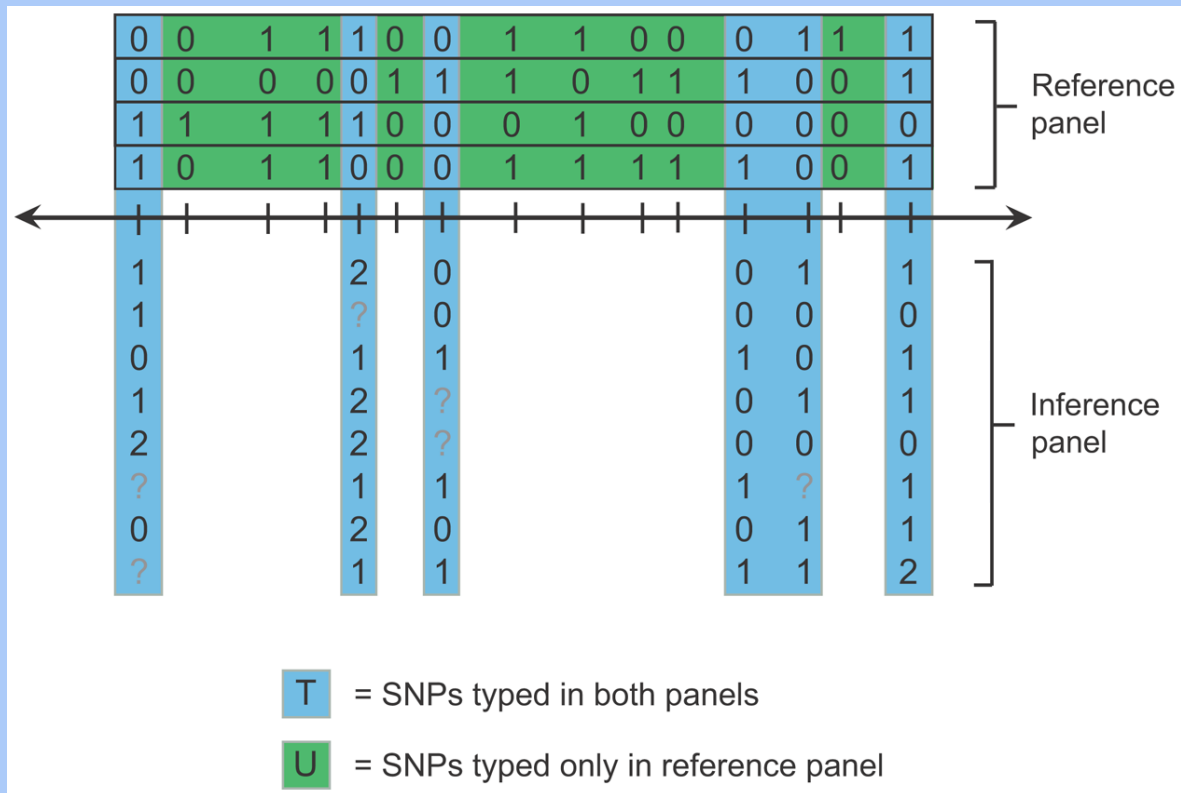 0 0 1 1 1 0 0 1 1 0 0 0 1 1 1
0 0 0 0 0 1 1 1 0 1 1 1 0 0 1
1 1 1 1 1 0 0 0 1 0 0 0 0 0 0
1 0 1 1 0 0 0 1 1 1 1 1 0 0 1
Reference
panel
1 2 0 0 1 1
1 ? 0 0 0 0
0 1 1 1 0 1
1 2 ? 0 1 1
2 2 ? 0 0 0
? 1 1 1 ? 1
0 2 0 0 1 1
? 1 1 1 1 2
Inference
panel
T = SNPs typed in both panels
U = SNPs typed only in reference panel